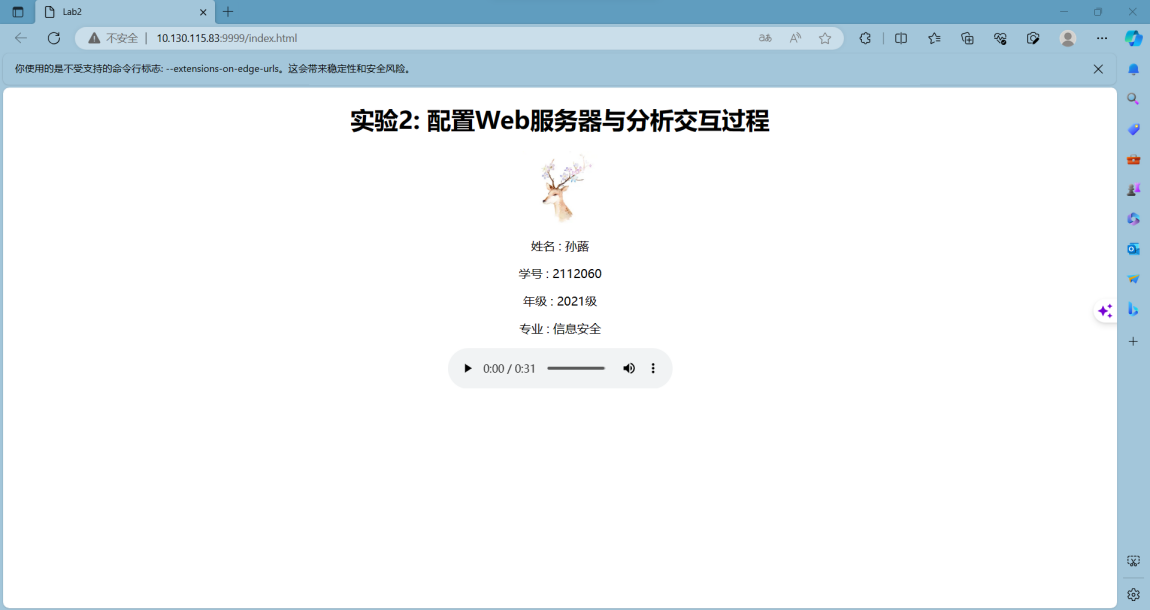 Lab2
不安全 10.130.115.83:9999/index.html
你使用的是不受支持的命令行标志: --extensions-on-edge-urls。这会带来稳定性和安全风险。
实验2: 配置Web服务器与分析交互过程
姓名 : 孙蕗
学号 : 2112060
年级 : 2021级
专业 : 信息安全
0:00 / 0:31